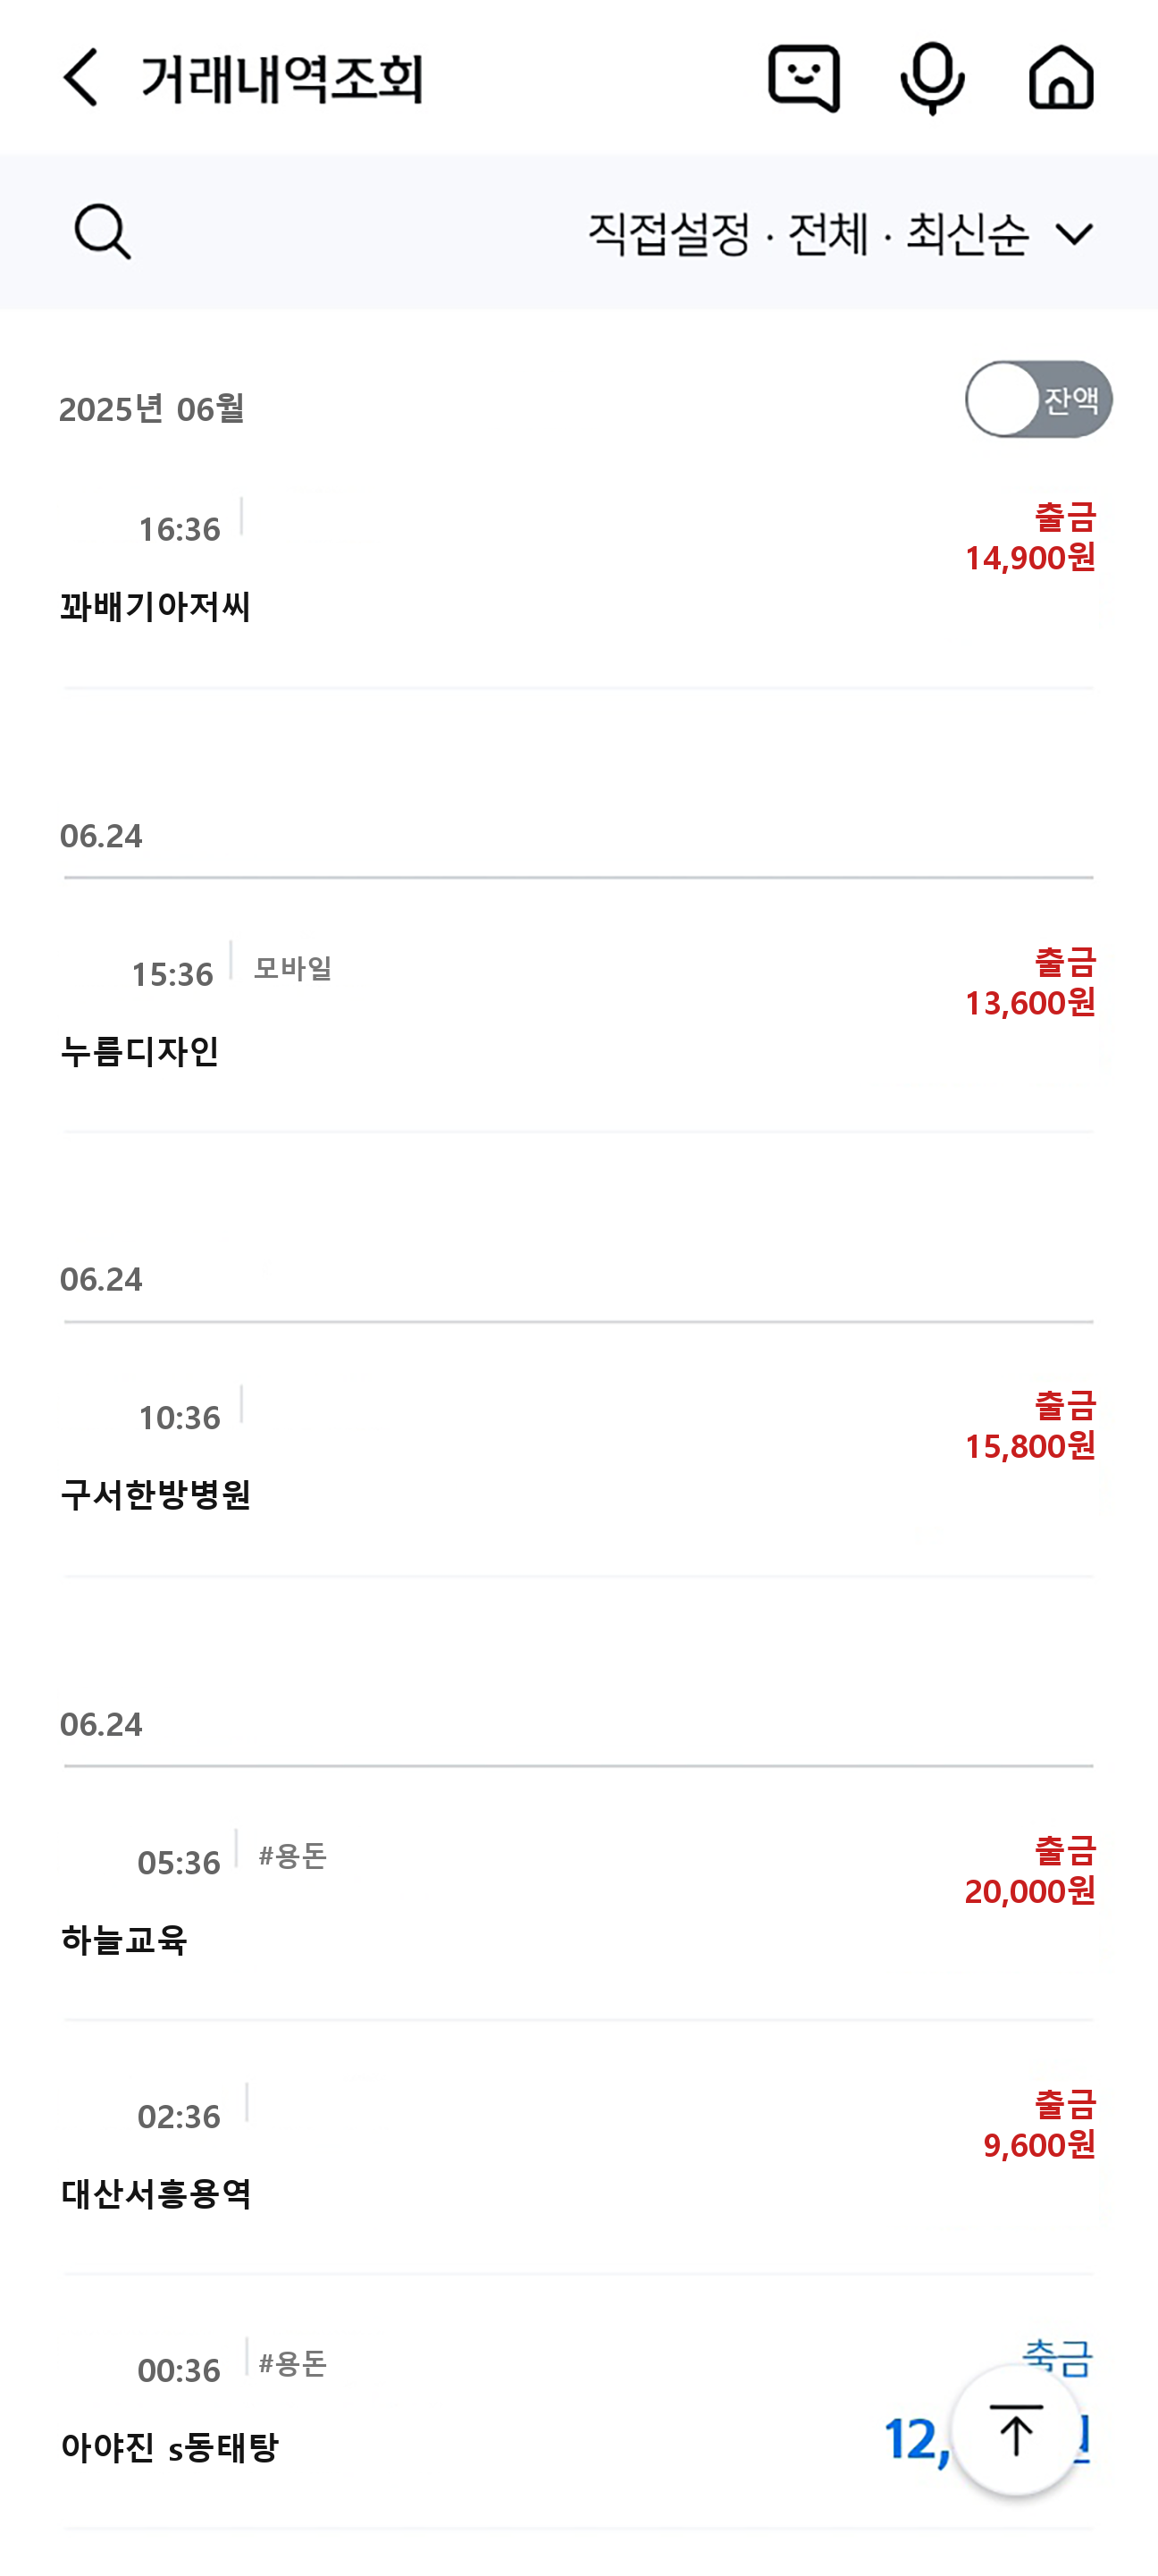 거래내역조회
직접설정 · 전체 · 최신순
2025년 06월
잔액
16:36
출금
14,900원
꽈배기아저씨
06.24
15:36 모바일
출금
13,600원
누름디자인
06.24
10:36
출금
15,800원
구서한방병원
06.24
05:36 #용돈
출금
20,000원
하늘교육
02:36
출금
9,600원
대산서흥용역
00:36 #용돈
출금
12,
아야진 s동태탕